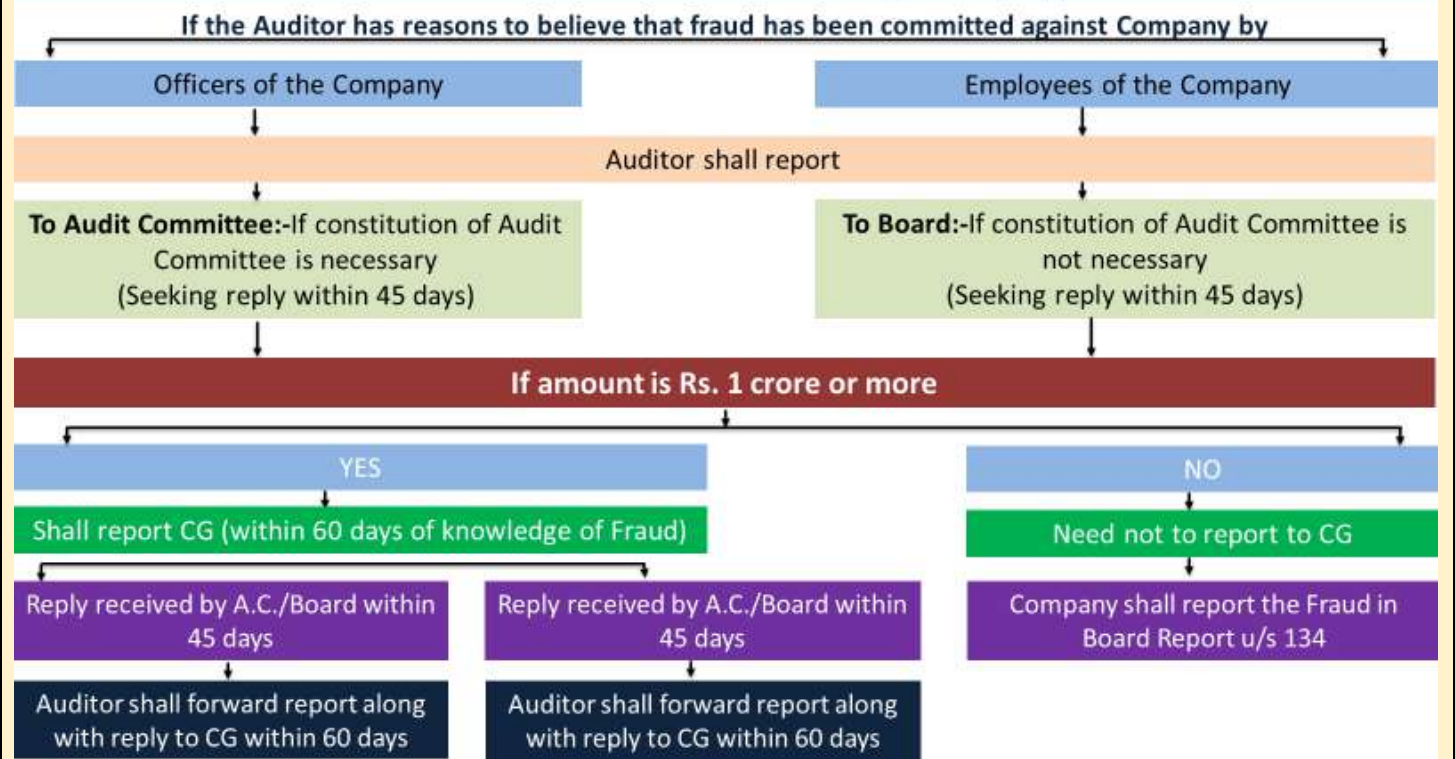 If the Auditor has reasons to believe that fraud has been committed against Company by
Officers of the Company
Employees of the Company
Auditor shall report
To Audit Committee:-If constitution of Audit
Committee is necessary
(Seeking reply within 45 days)
To Board:-If constitution of Audit Committee is
not necessary
(Seeking reply within 45 days)
If amount is Rs. 1 crore or more
YES
NO
Shall report CG (within 60 days of knowledge of Fraud)
Need not to report to CG
Reply received by A.C./Board within
45 days
Reply received by A.C./Board within
45 days
Company shall report the Fraud in
Board Report u/s 134
Auditor shall forward report along
with reply to CG within 60 days
Auditor shall forward report along
with reply to CG within 60 days